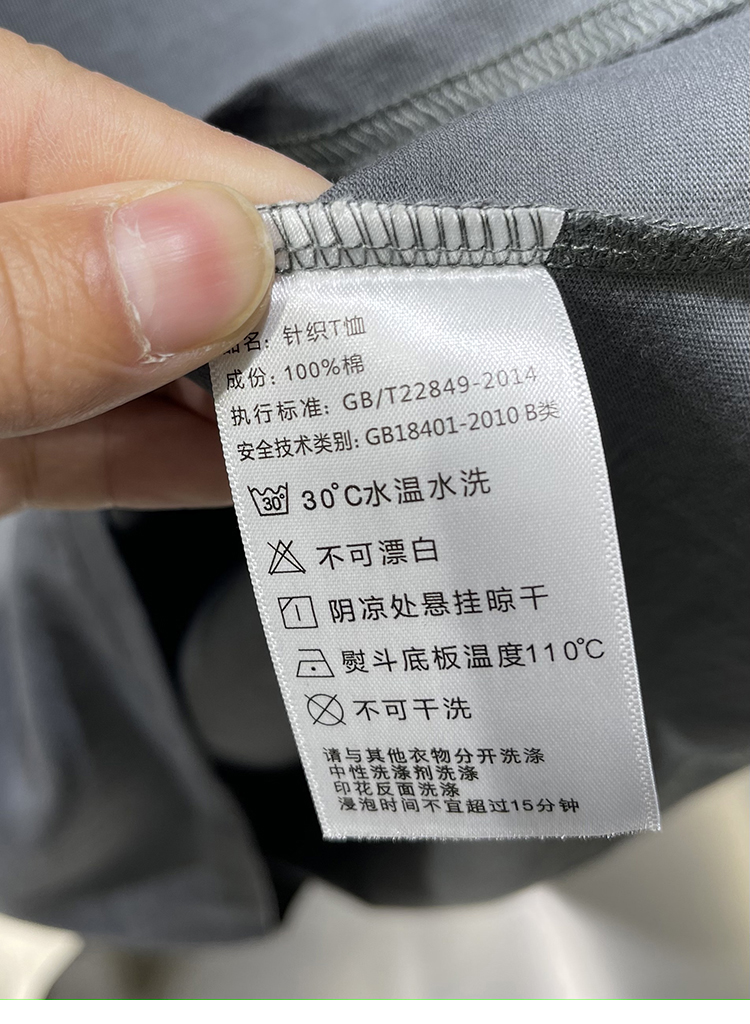 品名: 针织T恤
成份: 100%棉
执行标准: GB/T22849-2014
安全技术类别: GB18401-2010 B类
30° 30°C水温水洗
不可漂白
阴凉处悬挂晾干
熨斗底板温度110°C
不可干洗
请与其他衣物分开洗涤
中性洗涤剂洗涤
印花反面洗涤
浸泡时间不宜超过15分钟